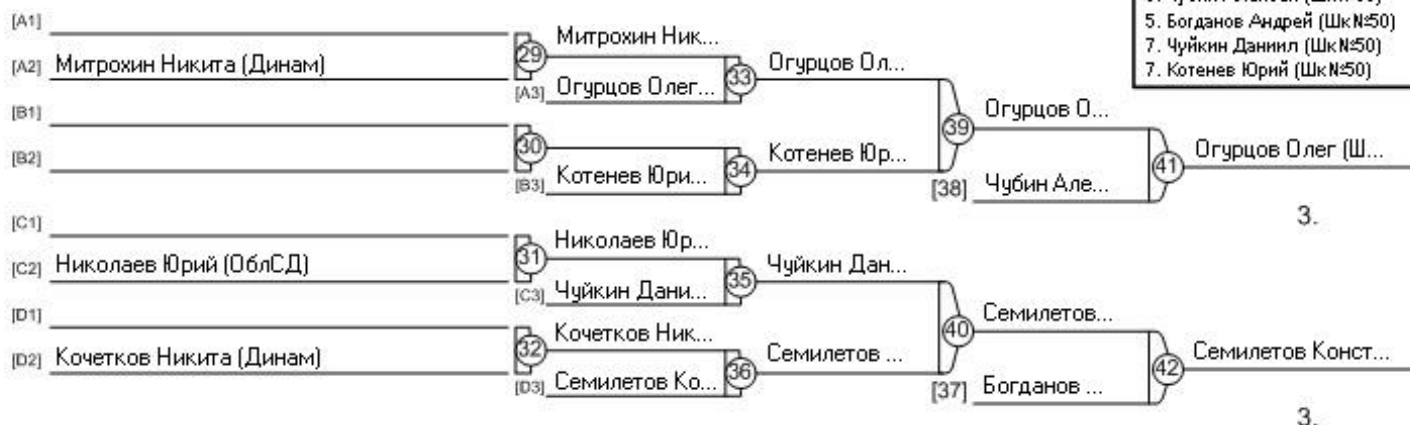 5. Богданов Андрей (Шк№50)
7. Чуйкин Даниил (Шк№50)
7. Котенев Юрий (Шк№50)
[A1]
[A2] Митрохин Никита (Динам)
29
Митрохин Ник...
[A3] Огурцов Олег...
33
Огурцов Ол...
[B1]
[B2]
30
[B3] Котенев Юри...
34
Котенев Юр...
39
Огурцов О...
[38] Чубин Але...
41
Огурцов Олег (Ш...
3.
[C1]
[C2] Николаев Юрий (ОблСД)
31
Николаев Юр...
[C3] Чуйкин Дани...
35
Чуйкин Дан...
[D1]
[D2] Кочетков Никита (Динам)
32
Кочетков Ник...
[D3] Семилетов Ко...
36
Семилетов ...
40
Семилетов...
[37] Богданов ...
42
Семилетов Конст...
3.